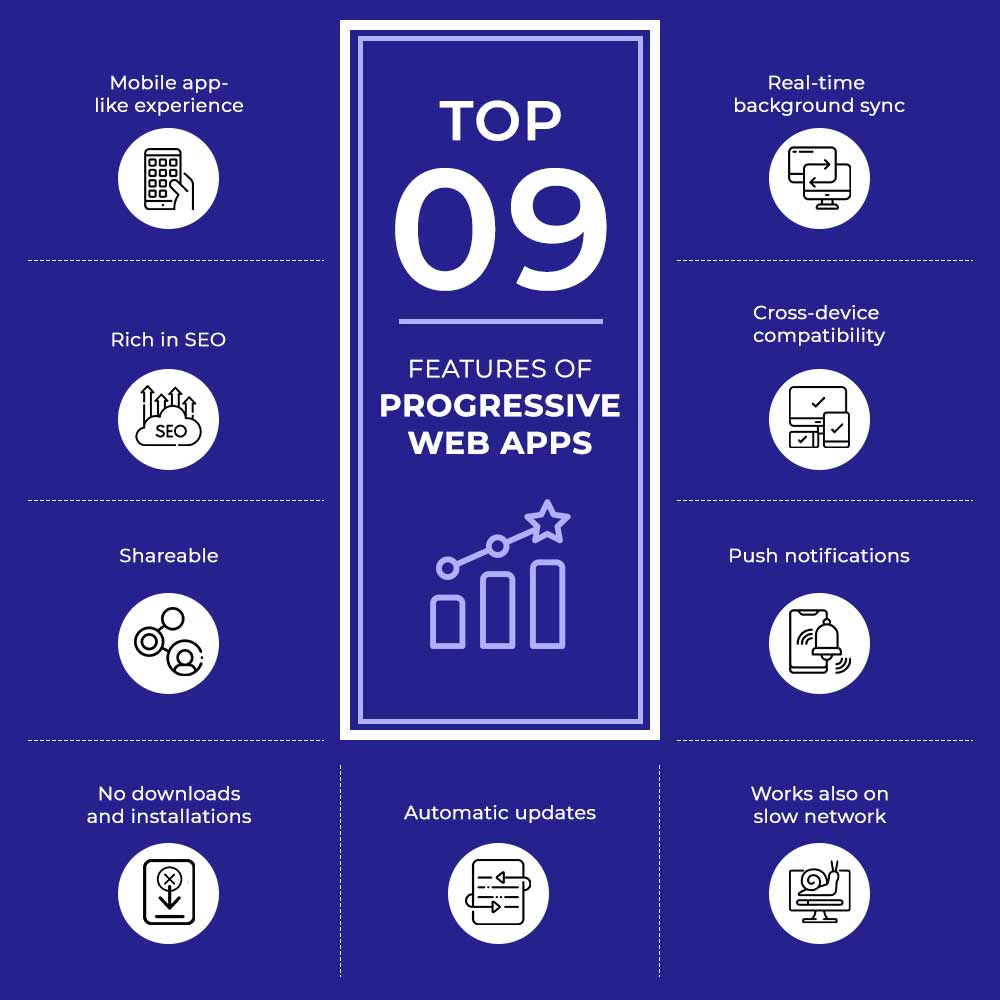 TOP
09
FEATURES OF
PROGRESSIVE
WEB APPS
Mobile app-
like experience
Rich in SEO
SEO
Shareable
No downloads
and installations
Automatic updates
Real-time
background sync
Cross-device
compatibility
Push notifications
Works also on
slow network